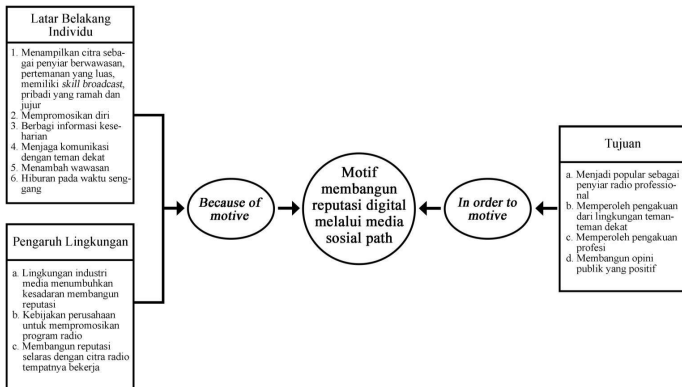 Latar Belakang
Individu
1. Menampilkan citra seba-
gai penyiar berwawasan,
pertemanan yang luas,
memiliki skill broadcast,
pribadi yang ramah dan
jujur
2. Mempromosikan diri
3. Berbagi informasi kese-
harian
4. Menjaga komunikasi
dengan teman dekat
5. Menambah wawasan
6. Hiburan pada waktu seng-
gang
Pengaruh Lingkungan
a. Lingkungan industri
media menumbuhkan
kesadaran membangun
reputasi
b. Kebijakan perusahaan
untuk mempromosikan
program radio
c. Membangun reputasi
selaras dengan citra radio
tempatnya bekerja
Because of
motive
Motif
membangun
reputasi digital
melalui media
sosial path
In order to
motive
Tujuan
a. Menjadi popular sebagai
penyiar radio professio-
nal
b. Memperoleh pengakuan
dari lingkungan teman-
teman dekat
c. Memperoleh pengakuan
profesi
d. Membangun opini
publik yang positif